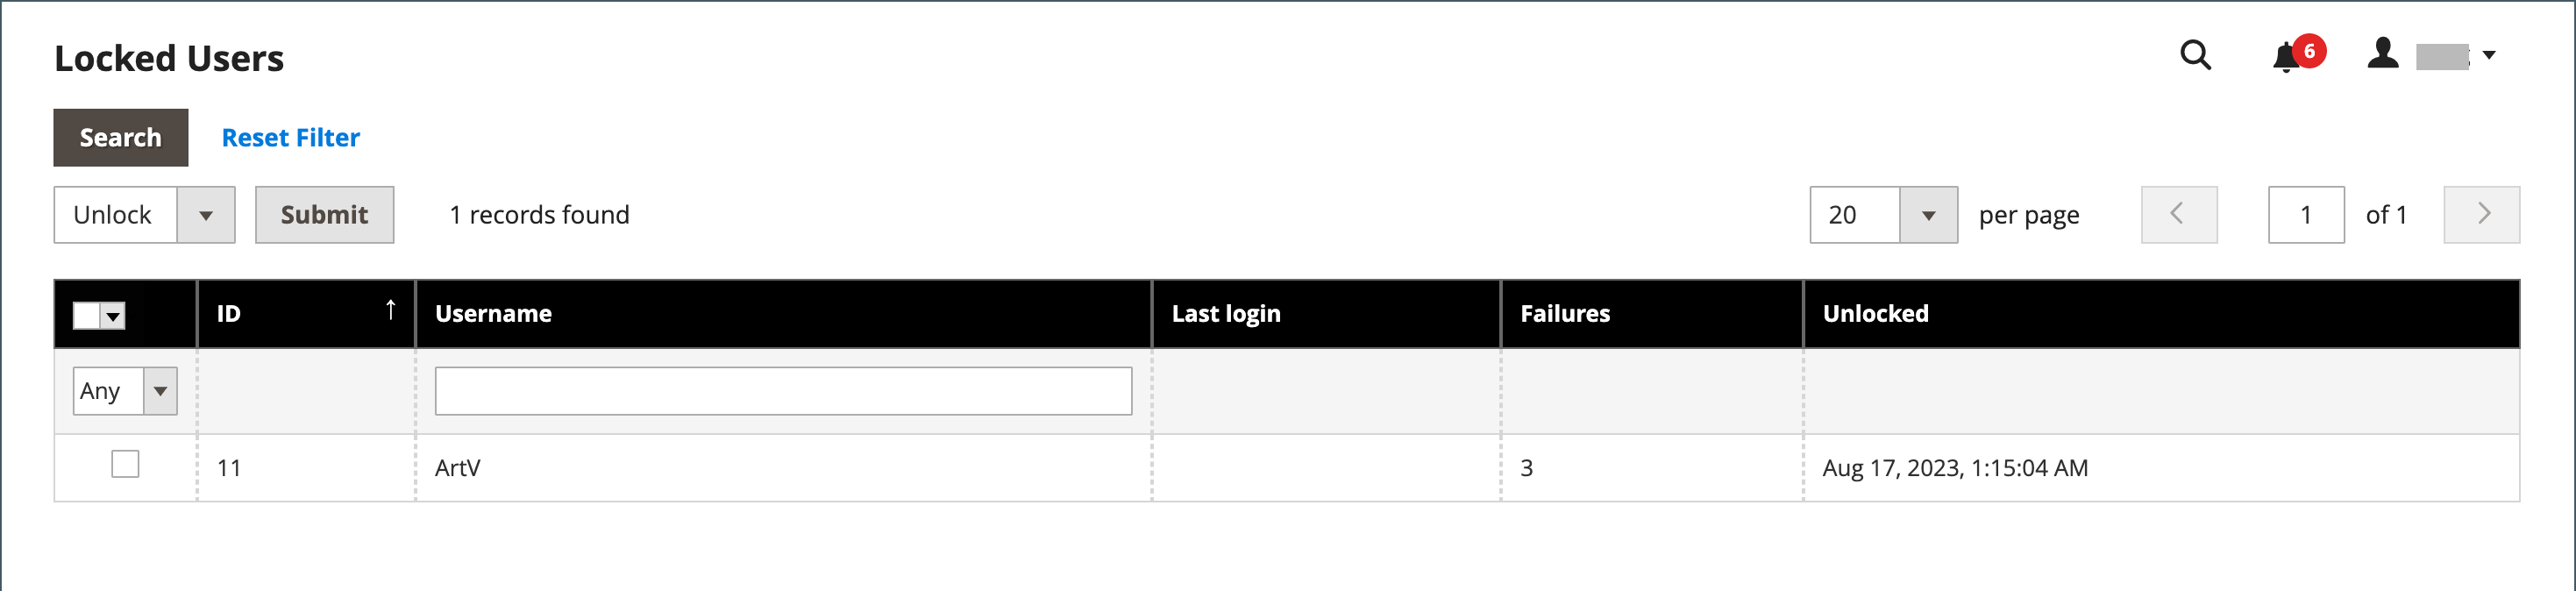 Locked Users
6
Search Reset Filter
Unlock Submit 1 records found 20 per page 1 of 1
ID ↑ Username Last login Failures Unlocked
Any
11 ArtV 3 Aug 17, 2023, 1:15:04 AM